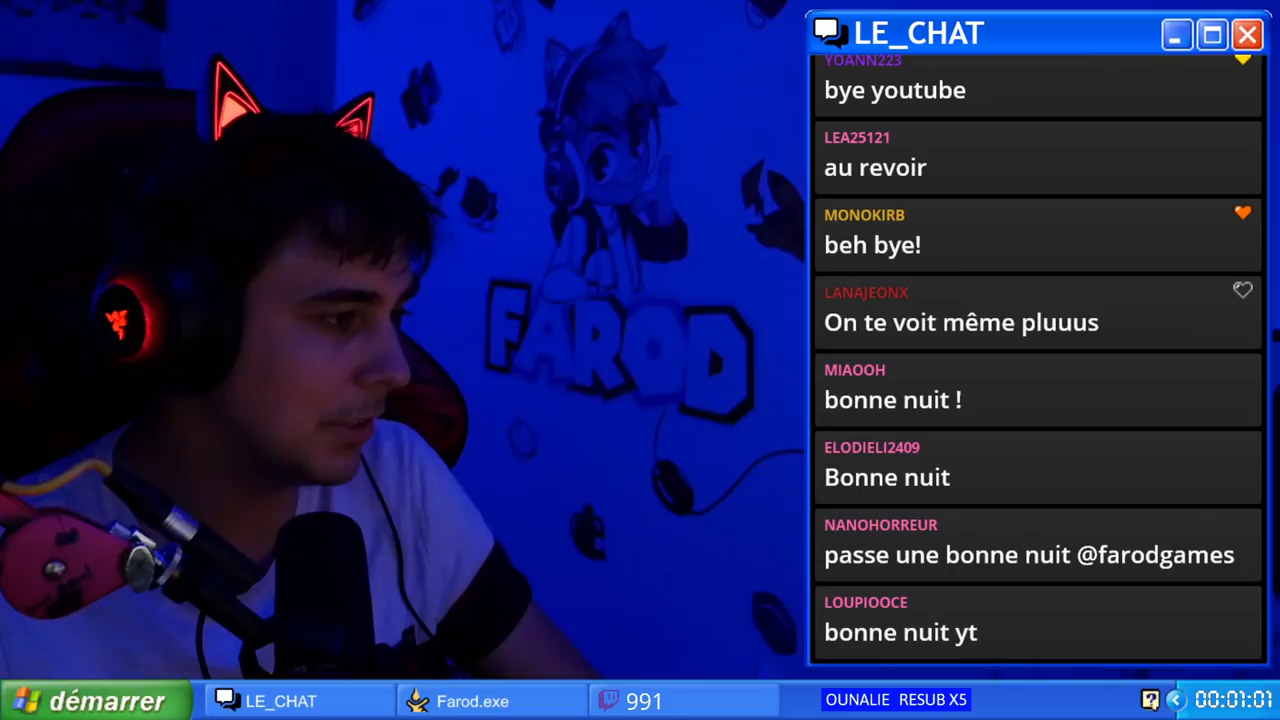 LE_CHAT
YOANN223
bye youtube
LEA25121
au revoir
MONOKIRB
beh bye!
LANAJEONX
On te voit même pluuus
MIAOOH
bonne nuit !
ELODIELI2409
Bonne nuit
NANOHORREUR
passe une bonne nuit @farodgames
LOUPIOOCE
bonne nuit yt
FAROD
démarrer
LE_CHAT
Farod.exe
991
OUNALIE RESUB X5
00:01:01